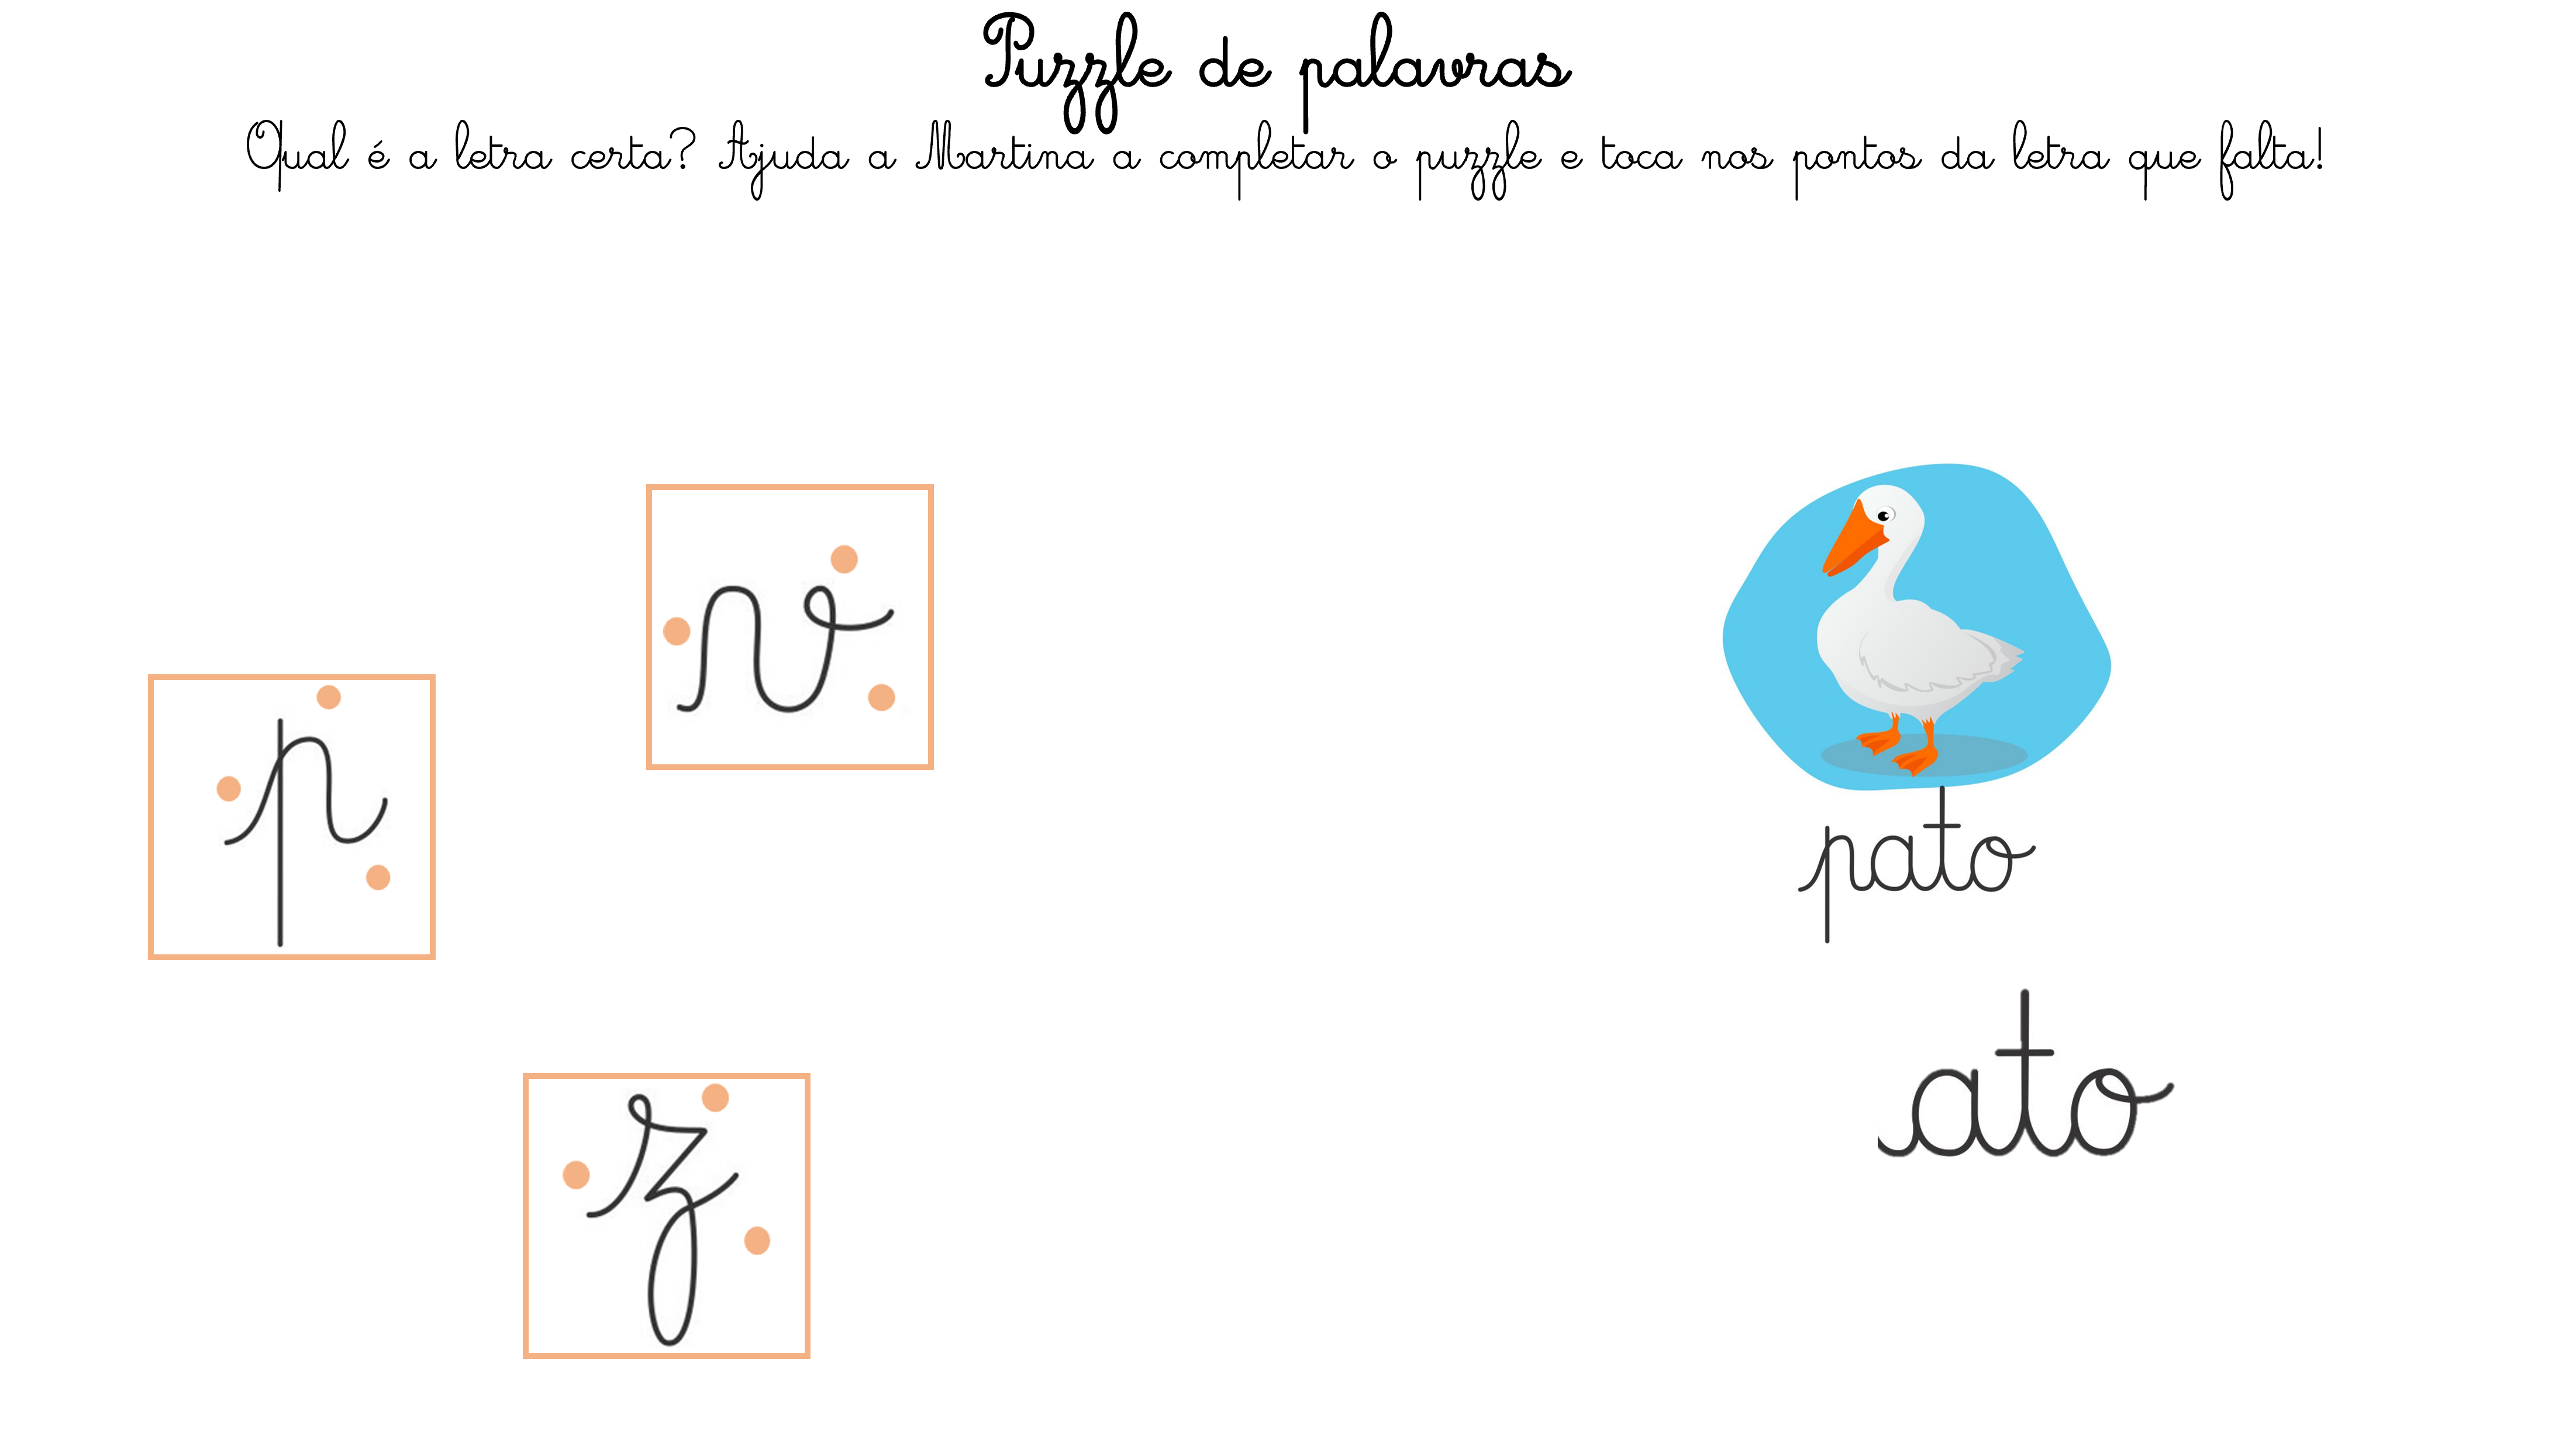 Puzzle de palavras
Qual é a letra certa? Ajuda a Martina a completar o puzzle e toca nos pontos da letra que falta!
v
p
pato
ato
z